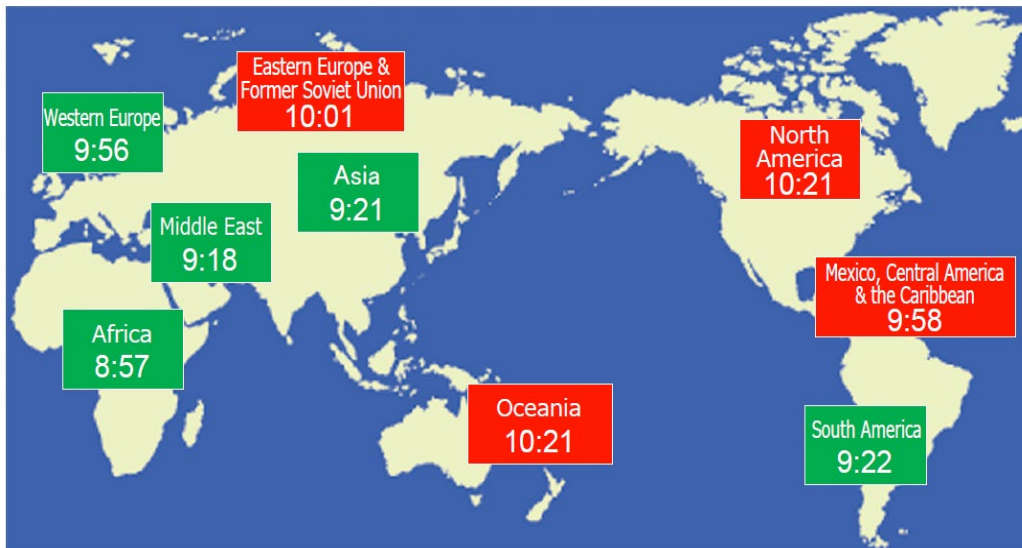 Eastern Europe &
Former Soviet Union
10:01
Western Europe
9:56
North
America
10:21
Asia
9:21
Middle East
9:18
Mexico, Central America
& the Caribbean
9:58
Africa
8:57
Oceania
10:21
South America
9:22